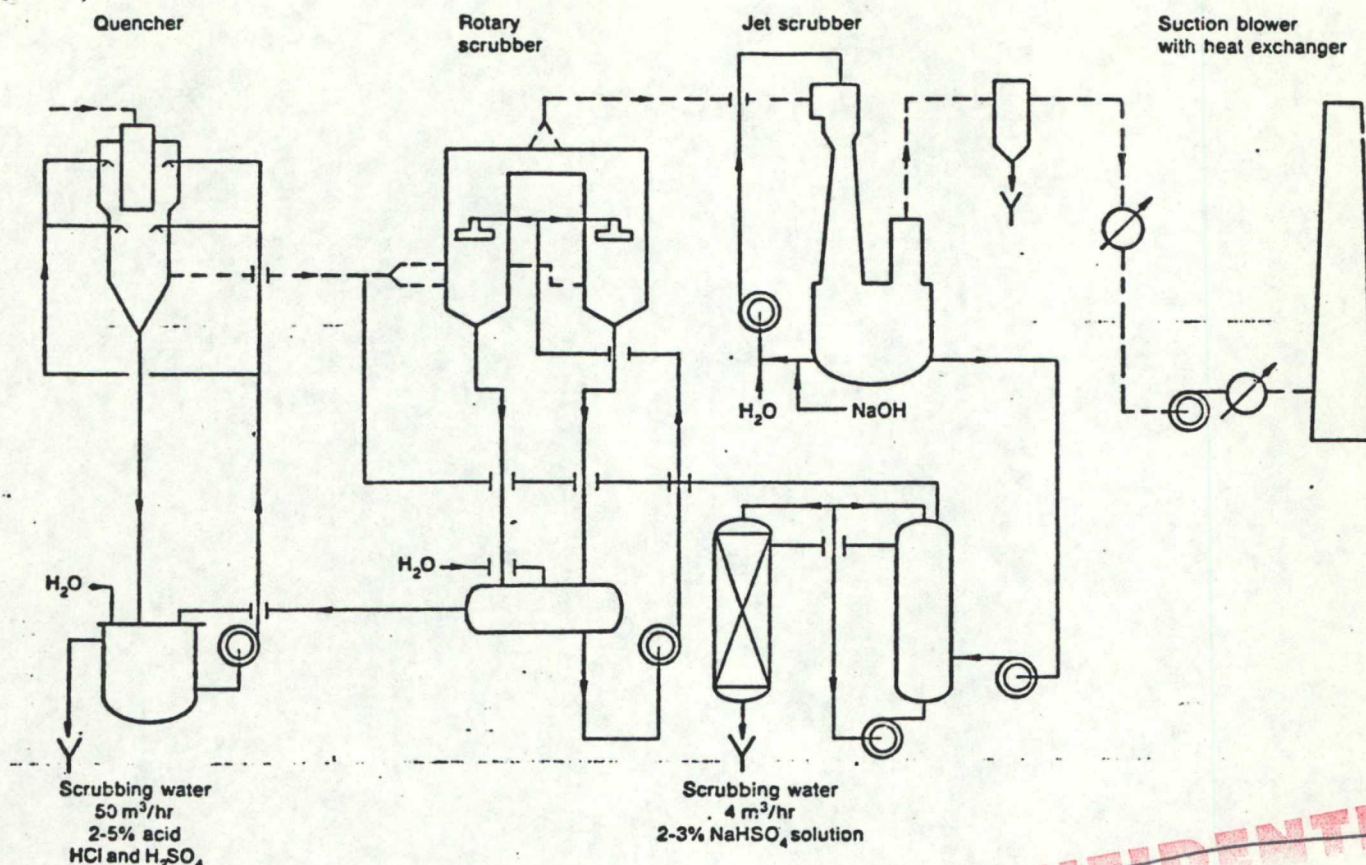 Quencher
Rotary
scrubber
Jet scrubber
Suction blower
with heat exchanger
H₂O
NaOH
H₂O
H₂O
Scrubbing water
50 m³/hr
2-5% acid
HCl and H₂SO₄
Scrubbing water
4 m³/hr
2-3% NaHSO₄ solution